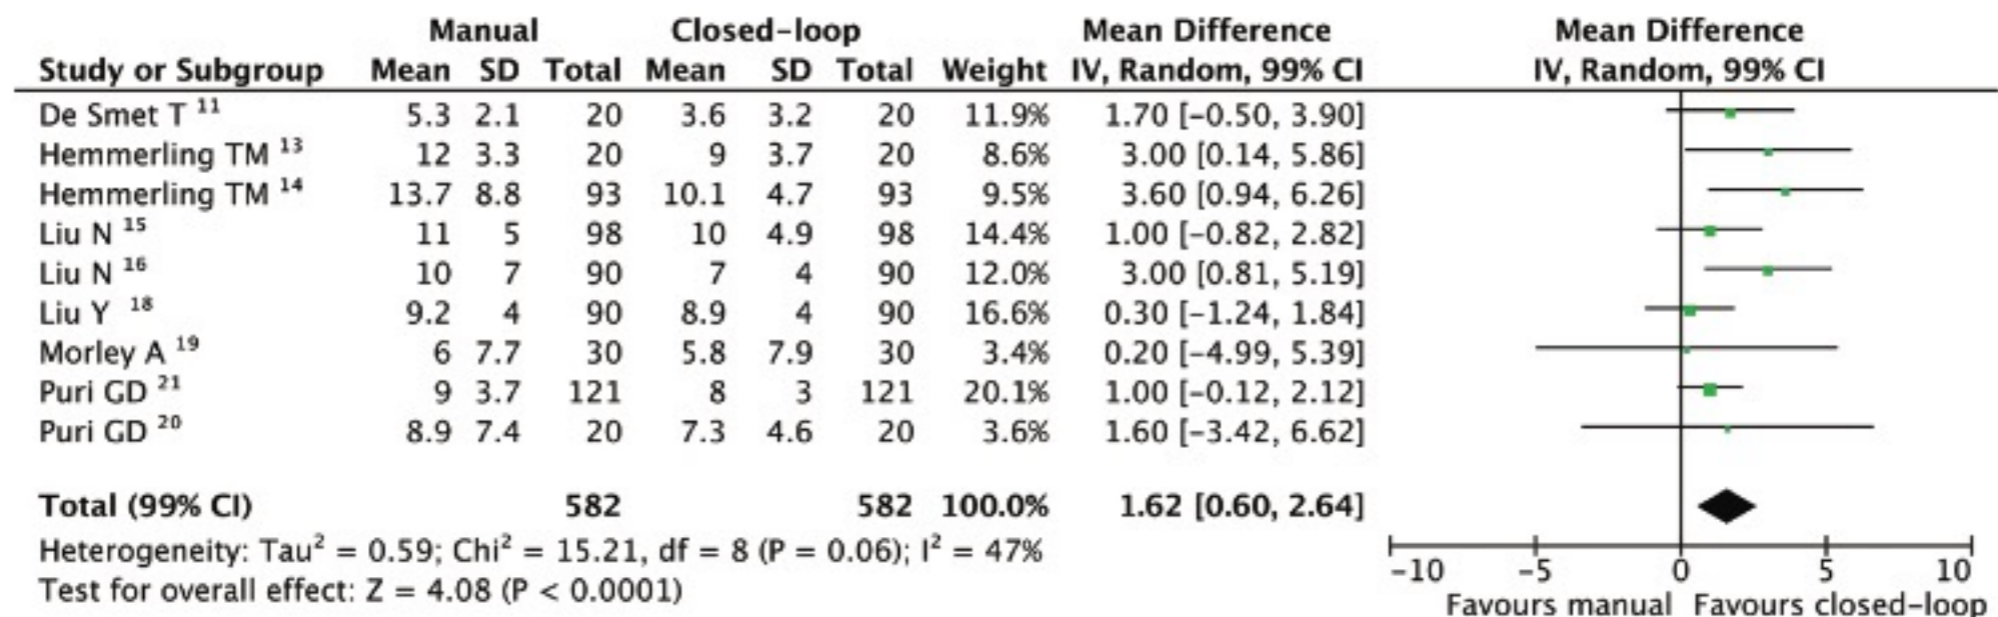 Manual Closed-loop Mean Difference Mean Difference
Study or Subgroup Mean SD Total Mean SD Total Weight IV, Random, 99% CI IV, Random, 99% CI
De Smet T 11 5.3 2.1 20 3.6 3.2 20 11.9% 1.70 [-0.50, 3.90]
Hemmerling TM 13 12 3.3 20 9 3.7 20 8.6% 3.00 [0.14, 5.86]
Hemmerling TM 14 13.7 8.8 93 10.1 4.7 93 9.5% 3.60 [0.94, 6.26]
Liu N 15 11 5 98 10 4.9 98 14.4% 1.00 [-0.82, 2.82]
Liu N 16 10 7 90 7 4 90 12.0% 3.00 [0.81, 5.19]
Liu Y 18 9.2 4 90 8.9 4 90 16.6% 0.30 [-1.24, 1.84]
Morley A 19 6 7.7 30 5.8 7.9 30 3.4% 0.20 [-4.99, 5.39]
Puri GD 21 9 3.7 121 8 3 121 20.1% 1.00 [-0.12, 2.12]
Puri GD 20 8.9 7.4 20 7.3 4.6 20 3.6% 1.60 [-3.42, 6.62]
Total (99% CI) 582 582 100.0% 1.62 [0.60, 2.64]
Heterogeneity: Tau² = 0.59; Chi² = 15.21, df = 8 (P = 0.06); I² = 47%
Test for overall effect: Z = 4.08 (P < 0.0001)
-10 -5 0 5 10
Favours manual Favours closed-loop